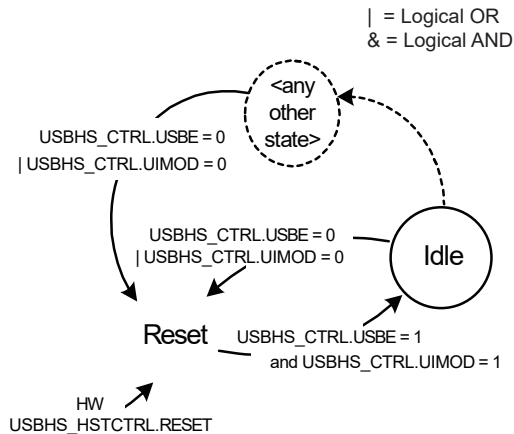 | = Logical OR
& = Logical AND
<any
other
state>
USBHS_CTRL.USBE = 0
| USBHS_CTRL.UIMOD = 0
USBHS_CTRL.USBE = 0
| USBHS_CTRL.UIMOD = 0
Idle
Reset
USBHS_CTRL.USBE = 1
and USBHS_CTRL.UIMOD = 1
HW
USBHS_HSTCTRL.RESET